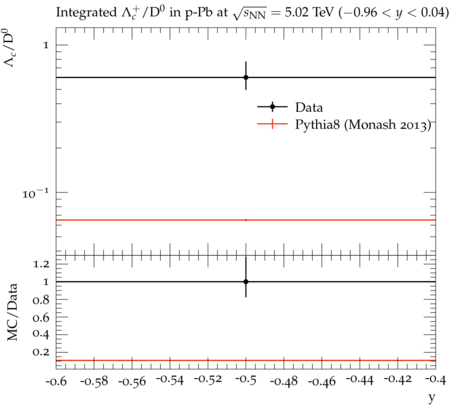 Integrated Λc⁺/D⁰ in p-Pb at √sNN = 5.02 TeV (−0.96 < y < 0.04)
Λc/D⁰
1
Data
Pythia8 (Monash 2013)
10⁻¹
MC/Data
1.2
1
0.8
0.6
0.4
0.2
-0.6 -0.58 -0.56 -0.54 -0.52 -0.5 -0.48 -0.46 -0.44 -0.42 -0.4
y